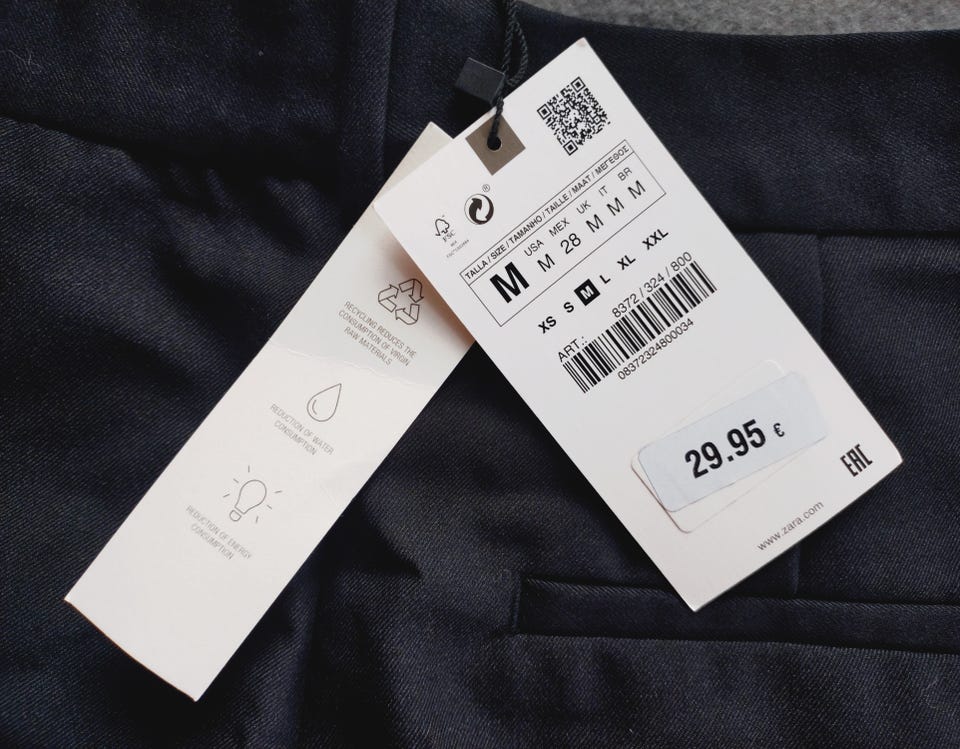 RECYCLING REDUCES THE
CONSUMPTION OF VIRGIN
RAW MATERIALS
REDUCTION OF WATER
CONSUMPTION
REDUCTION OF ENERGY
CONSUMPTION
®
FSC
TALLA / SIZE / TAMANHO / TAILLE / MAAT / ΜΕΓΕΘΟΣ
USA MEX UK IT BR
M M 28 M M M
XS S M L XL XXL
ART.: 8372 / 324 / 800
08372324800034
29.95 €
EAC
www.zara.com